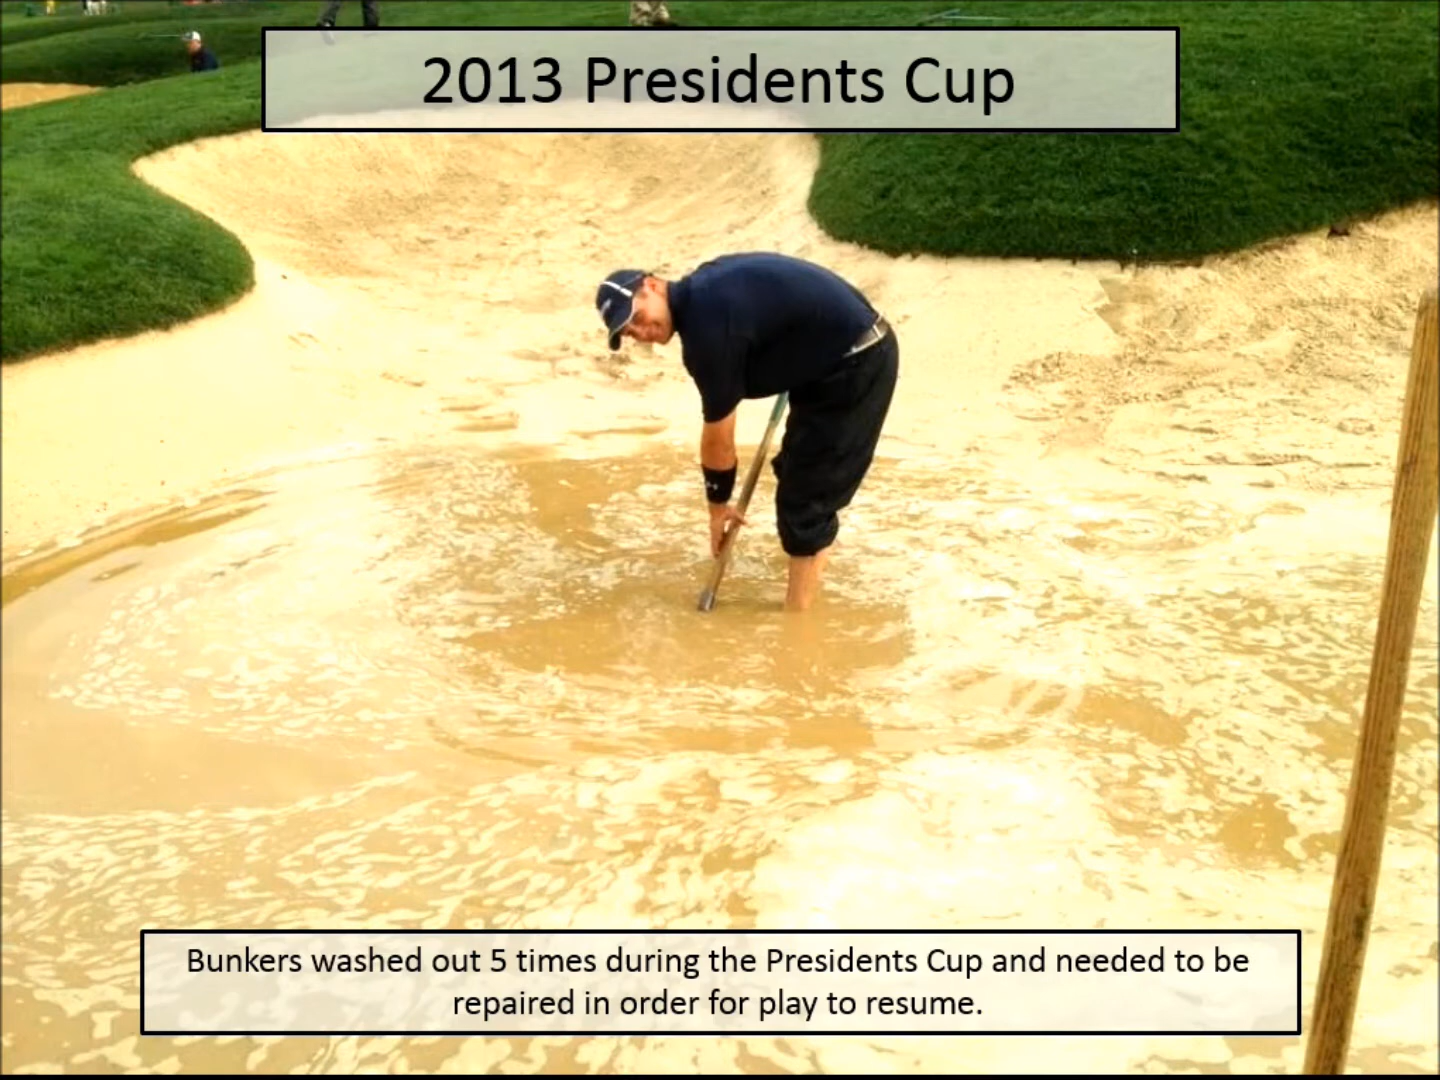 2013 Presidents Cup
Bunkers washed out 5 times during the Presidents Cup and needed to be
repaired in order for play to resume.